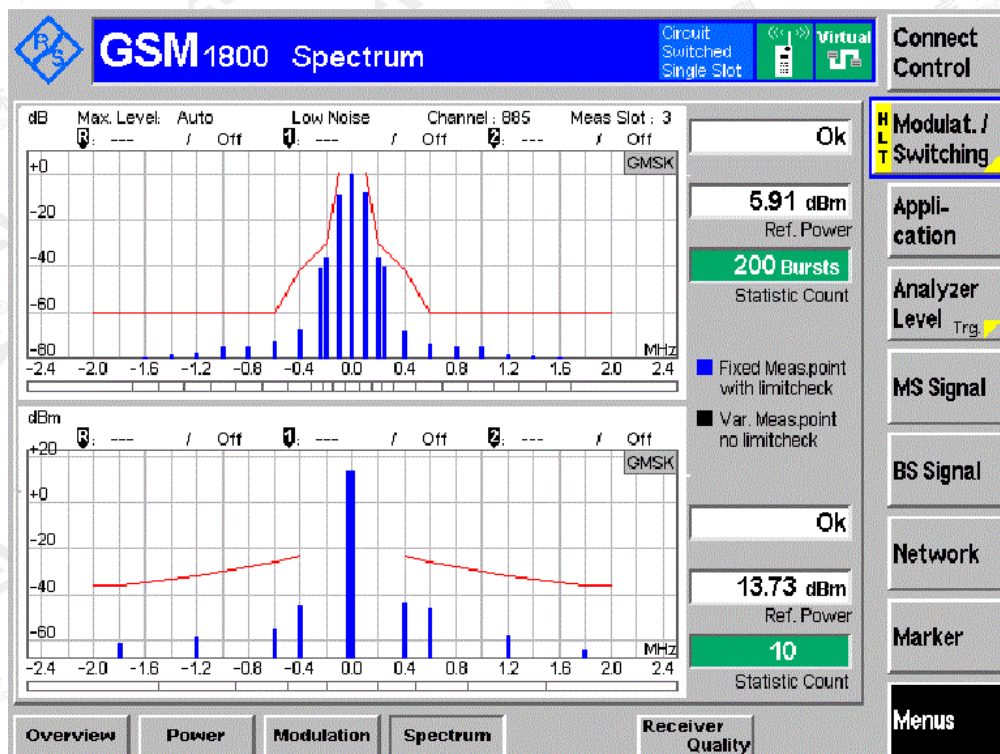 R S
GSM 1800 Spectrum
Circuit
Switched
Single Slot
Virtual
Connect
Control
dB Max. Level: Auto Low Noise Channel : 885 Meas Slot : 3
R : --- / Off 1 : --- / Off 2 : --- / Off
GMSK
+0
-20
-40
-60
-80
MHz
-2.4 -2.0 -1.6 -1.2 -0.8 -0.4 0.0 0.4 0.8 1.2 1.6 2.0 2.4
Ok
5.91 dBm
Ref. Power
200 Bursts
Statistic Count
Fixed Meas.point
with limitcheck
Var. Meas.point
no limitcheck
dBm
R : --- / Off 1 : --- / Off 2 : --- / Off
GMSK
+20
+0
-20
-40
-60
MHz
-2.4 -2.0 -1.6 -1.2 -0.8 -0.4 0.0 0.4 0.8 1.2 1.6 2.0 2.4
Ok
13.73 dBm
Ref. Power
10
Statistic Count
HLT
Modulat. /
Switching
Appli-
cation
Analyzer
Level Trg.
MS Signal
BS Signal
Network
Marker
Menus
Overview Power Modulation Spectrum Receiver
Quality